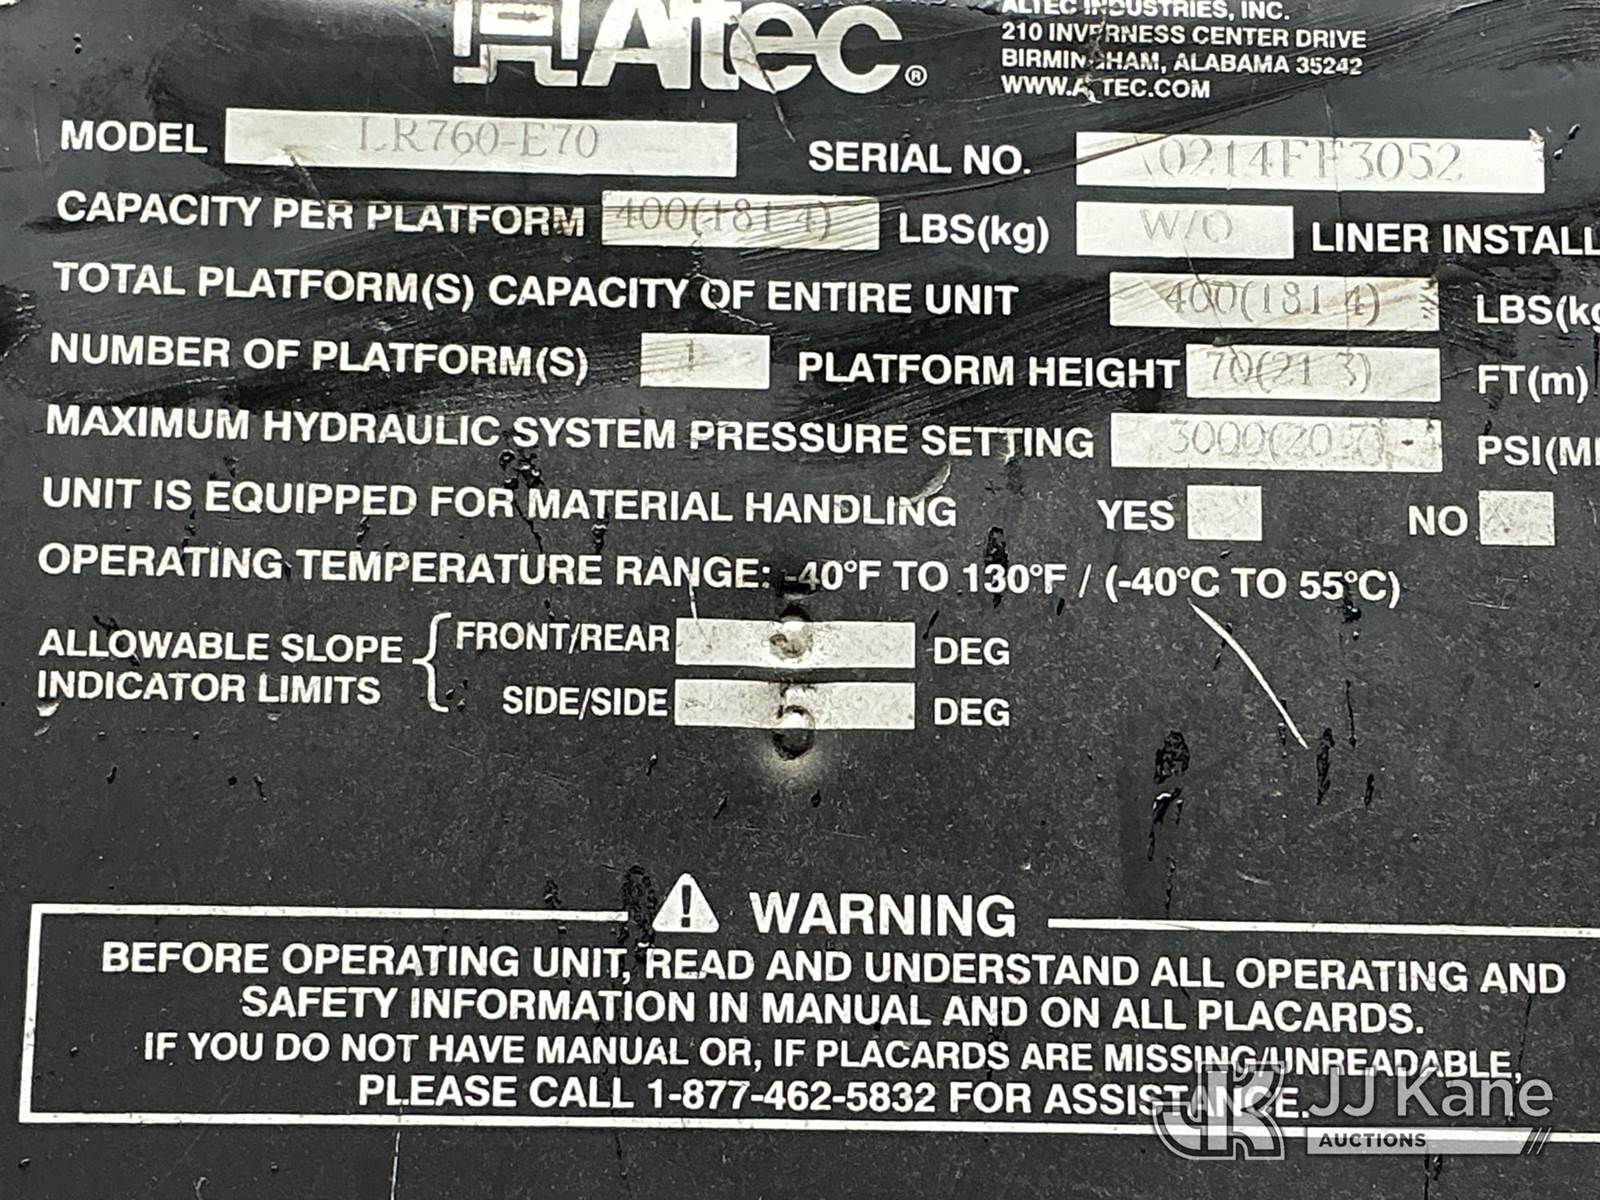 Altec®
ALTEC INDUSTRIES, INC.
210 INVERNESS CENTER DRIVE
BIRMINGHAM, ALABAMA 35242
WWW.ALTEC.COM
MODEL LR760-E70 SERIAL NO. 0214FF3052
CAPACITY PER PLATFORM 400(181.4) LBS(kg) W/O LINER INSTALL
TOTAL PLATFORM(S) CAPACITY OF ENTIRE UNIT 400(181.4) LBS(kg
NUMBER OF PLATFORM(S) 1 PLATFORM HEIGHT 70(21.3) FT(m)
MAXIMUM HYDRAULIC SYSTEM PRESSURE SETTING 3000(20.7) PSI(M
UNIT IS EQUIPPED FOR MATERIAL HANDLING YES NO
OPERATING TEMPERATURE RANGE: -40°F TO 130°F / (-40°C TO 55°C)
ALLOWABLE SLOPE INDICATOR LIMITS { FRONT/REAR 5 DEG
SIDE/SIDE 5 DEG
WARNING
BEFORE OPERATING UNIT, READ AND UNDERSTAND ALL OPERATING AND
SAFETY INFORMATION IN MANUAL AND ON ALL PLACARDS.
IF YOU DO NOT HAVE MANUAL OR, IF PLACARDS ARE MISSING/UNREADABLE,
PLEASE CALL 1-877-462-5832 FOR ASSISTANCE.
JK JJ Kane
AUCTIONS